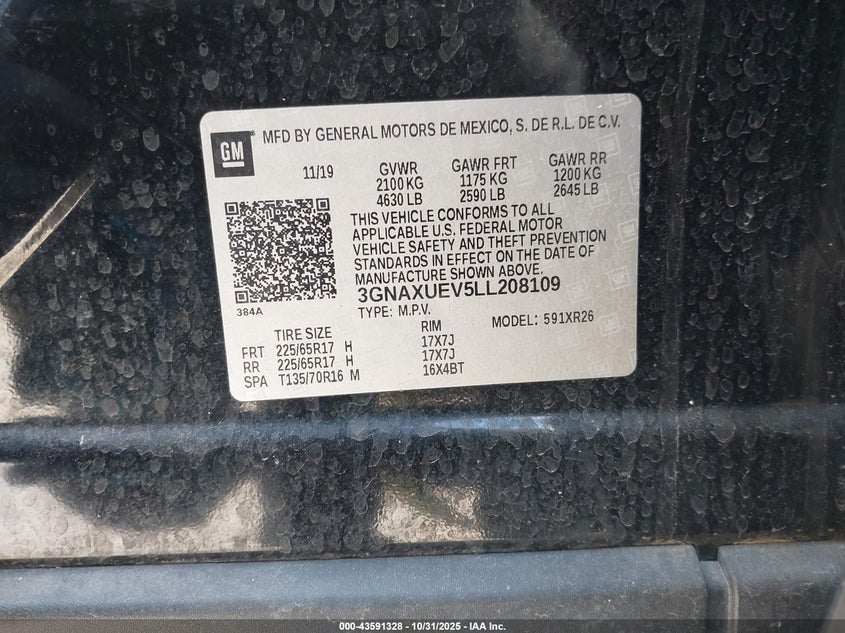 GM
MFD BY GENERAL MOTORS DE MEXICO, S. DE R.L. DE C.V.
11/19 GVWR GAWR FRT GAWR RR
2100 KG 1175 KG 1200 KG
4630 LB 2590 LB 2645 LB
THIS VEHICLE CONFORMS TO ALL
APPLICABLE U.S. FEDERAL MOTOR
VEHICLE SAFETY AND THEFT PREVENTION
STANDARDS IN EFFECT ON THE DATE OF
MANUFACTURE SHOWN ABOVE.
384A
3GNAXUEV5LL208109
TYPE: M.P.V. MODEL: 591XR26
TIRE SIZE RIM
FRT 225/65R17 H 17X7J
RR 225/65R17 H 17X7J
SPA T135/70R16 M 16X4BT
000-43591328 - 10/31/2025 - IAA Inc.